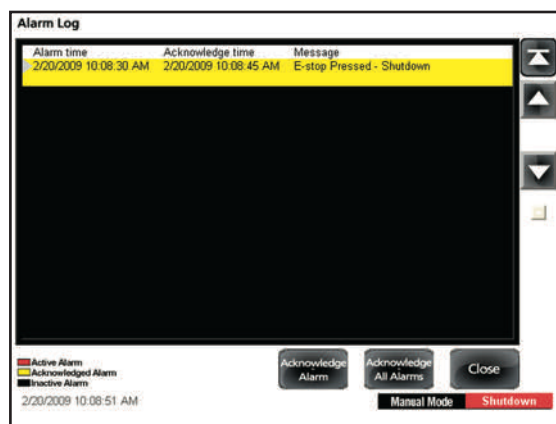 Alarm Log
Alarm time Acknowledge time Message
2/20/2009 10:08:30 AM 2/20/2009 10:08:45 AM E-stop Pressed - Shutdown
Active Alarm
Acknowledged Alarm
Inactive Alarm
Acknowledge Alarm
Acknowledge All Alarms
Close
2/20/2009 10:08:51 AM
Manual Mode Shutdown